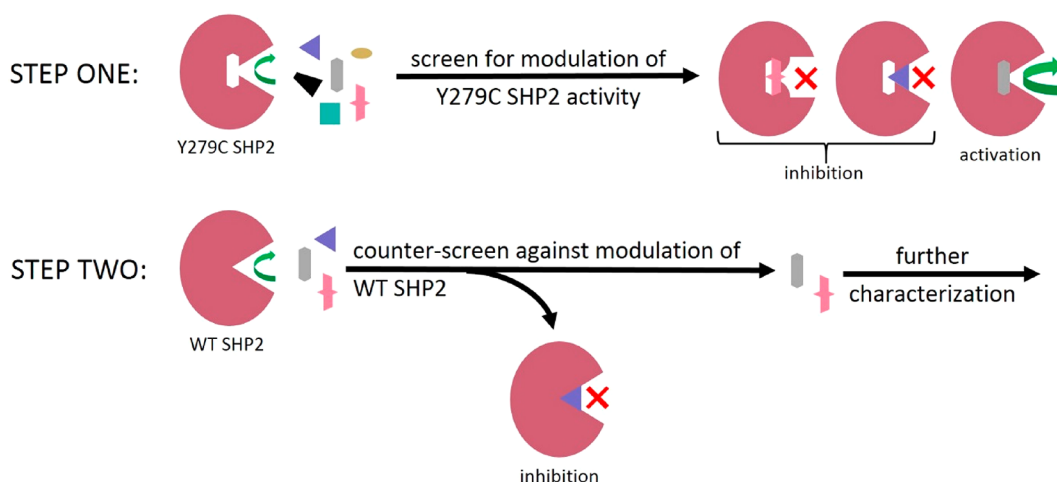 STEP ONE:
Y279C SHP2
screen for modulation of
Y279C SHP2 activity
inhibition
activation
STEP TWO:
WT SHP2
counter-screen against modulation of
WT SHP2
inhibition
further
characterization